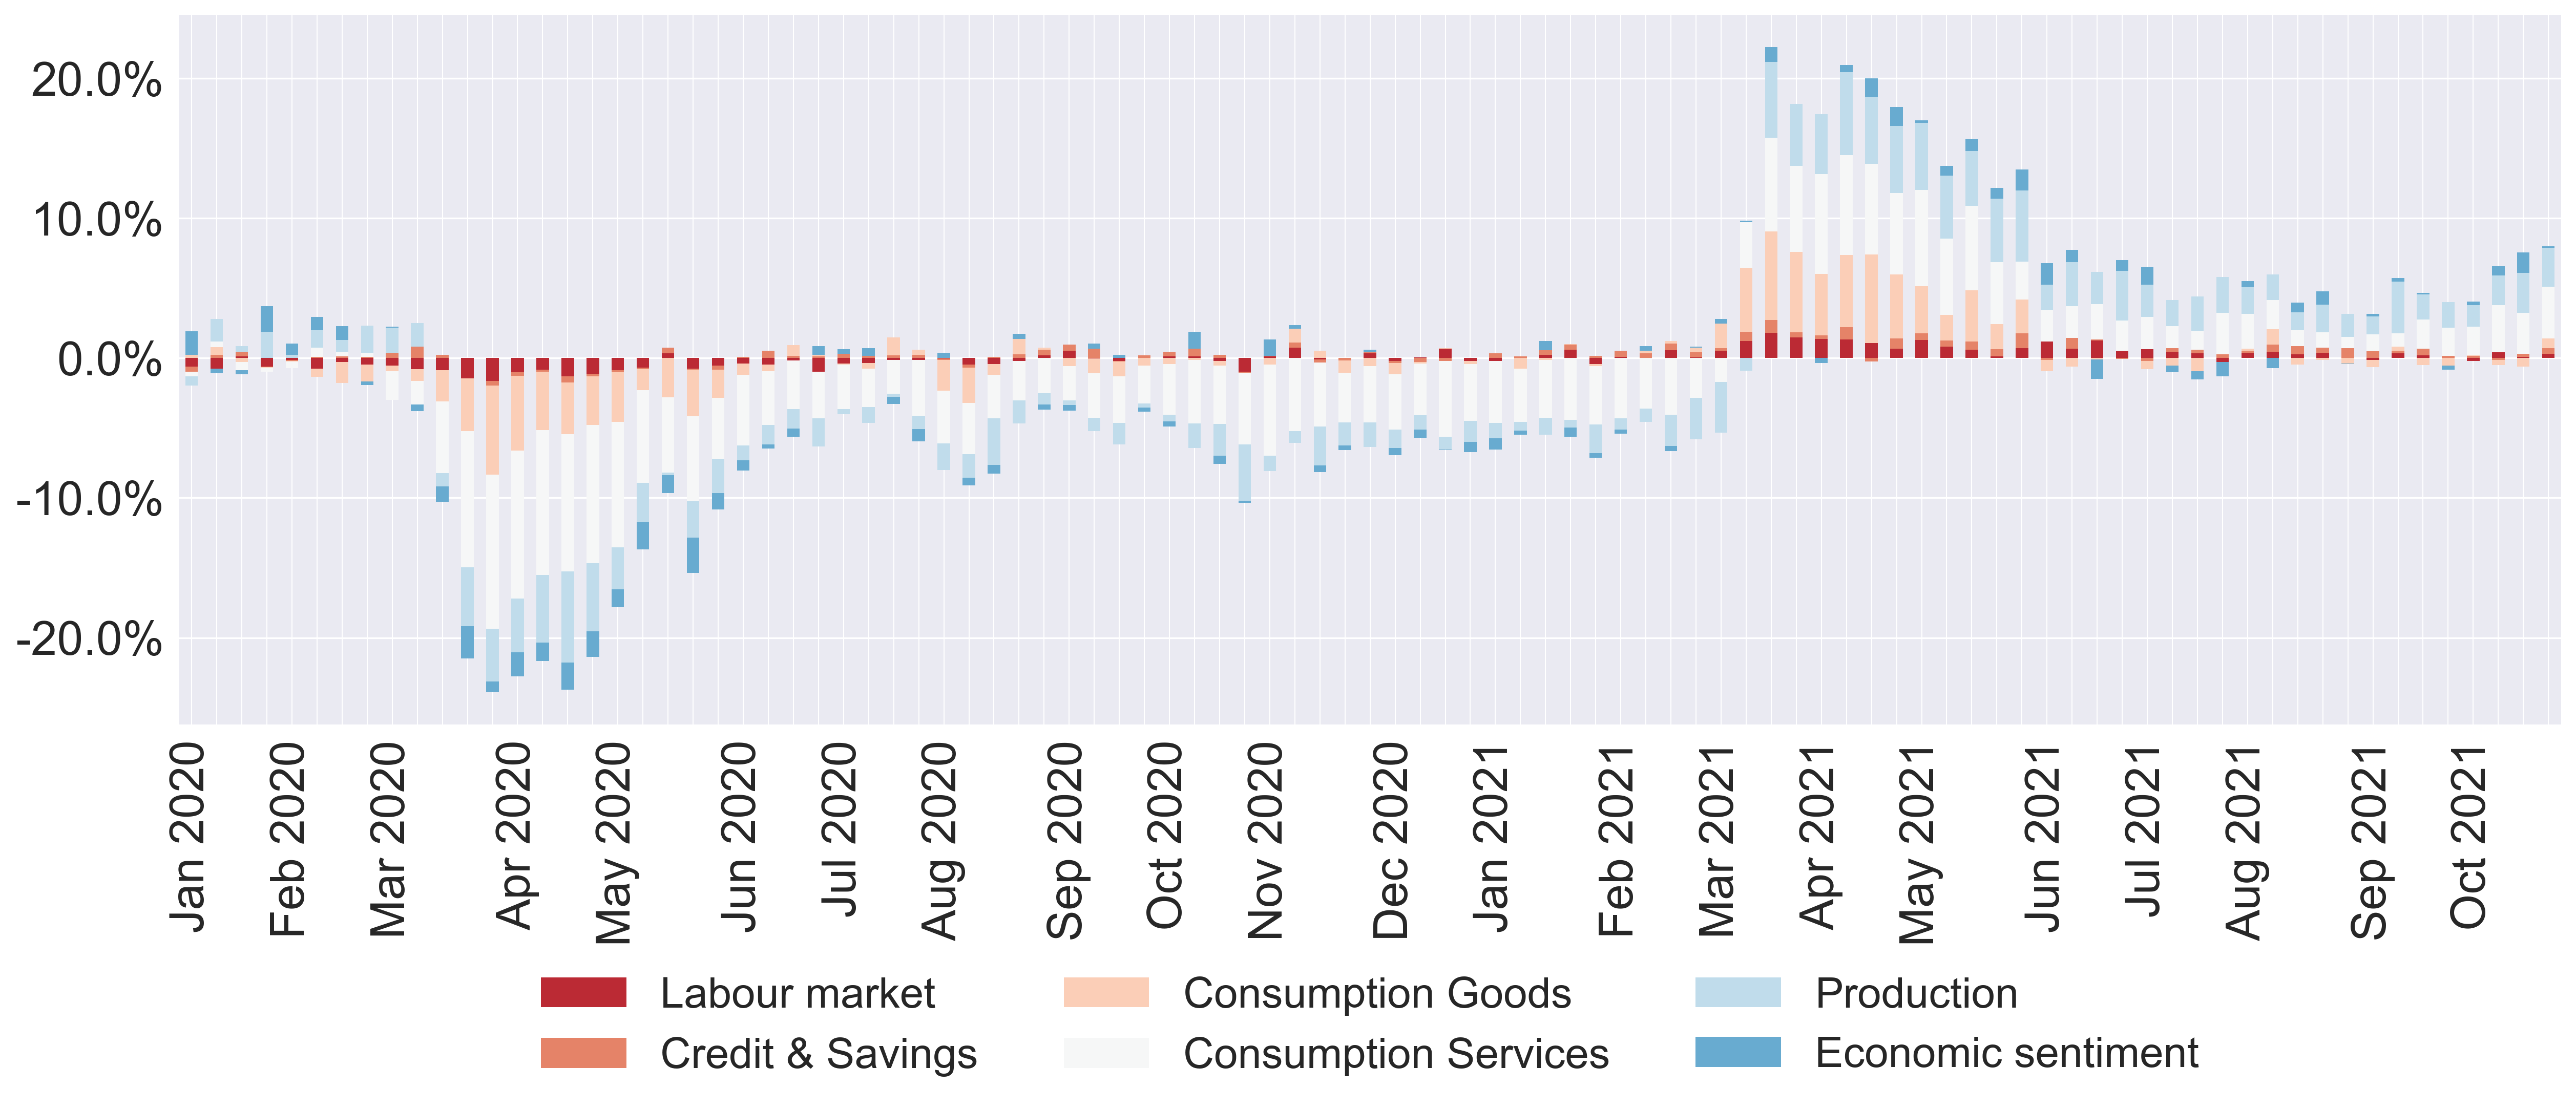 20.0%
10.0%
0.0%
-10.0%
-20.0%
Jan 2020
Feb 2020
Mar 2020
Apr 2020
May 2020
Jun 2020
Jul 2020
Aug 2020
Sep 2020
Oct 2020
Nov 2020
Dec 2020
Jan 2021
Feb 2021
Mar 2021
Apr 2021
May 2021
Jun 2021
Jul 2021
Aug 2021
Sep 2021
Oct 2021
Labour market
Consumption Goods
Production
Credit & Savings
Consumption Services
Economic sentiment